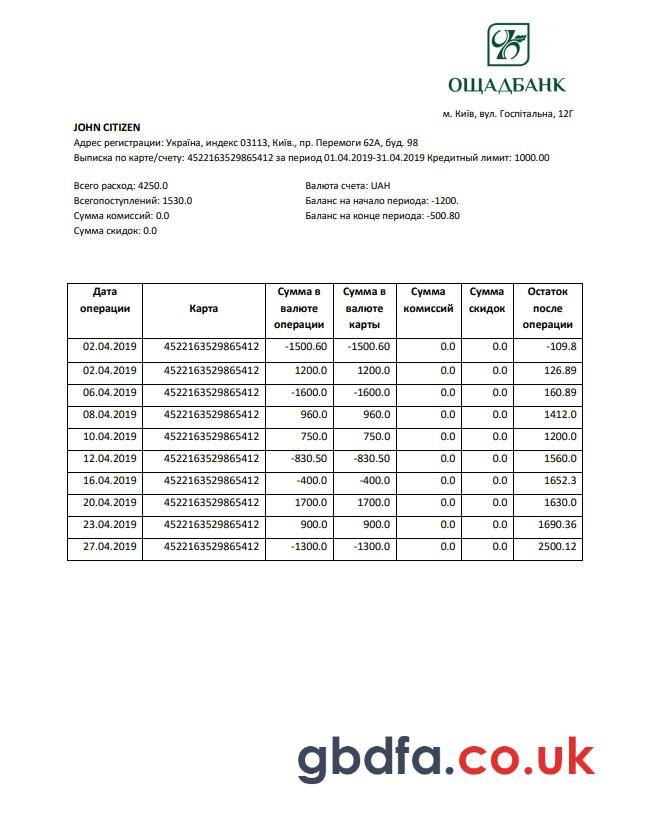 ОЩАДБАНК
м. Київ, вул. Госпітальна, 12Г
JOHN CITIZEN
Адрес регистрации: Україна, индекс 03113, Київ., пр. Перемоги 62А, буд. 98
Выписка по карте/счету: 4522163529865412 за период 01.04.2019-31.04.2019 Кредитный лимит: 1000.00
Всего расход: 4250.0 Валюта счета: UAH
Всегопоступлений: 1530.0 Баланс на начало периода: -1200.
Сумма комиссий: 0.0 Баланс на конце периода: -500.80
Сумма скидок: 0.0
Дата операции Карта Сумма в валюте операции Сумма в валюте карты Сумма комиссий Сумма скидок Остаток после операции
02.04.2019 4522163529865412 -1500.60 -1500.60 0.0 0.0 -109.8
02.04.2019 4522163529865412 1200.0 1200.0 0.0 0.0 126.89
06.04.2019 4522163529865412 -1600.0 -1600.0 0.0 0.0 160.89
08.04.2019 4522163529865412 960.0 960.0 0.0 0.0 1412.0
10.04.2019 4522163529865412 750.0 750.0 0.0 0.0 1200.0
12.04.2019 4522163529865412 -830.50 -830.50 0.0 0.0 1560.0
16.04.2019 4522163529865412 -400.0 -400.0 0.0 0.0 1652.3
20.04.2019 4522163529865412 1700.0 1700.0 0.0 0.0 1630.0
23.04.2019 4522163529865412 900.0 900.0 0.0 0.0 1690.36
27.04.2019 4522163529865412 -1300.0 -1300.0 0.0 0.0 2500.12
gbdfa.co.uk